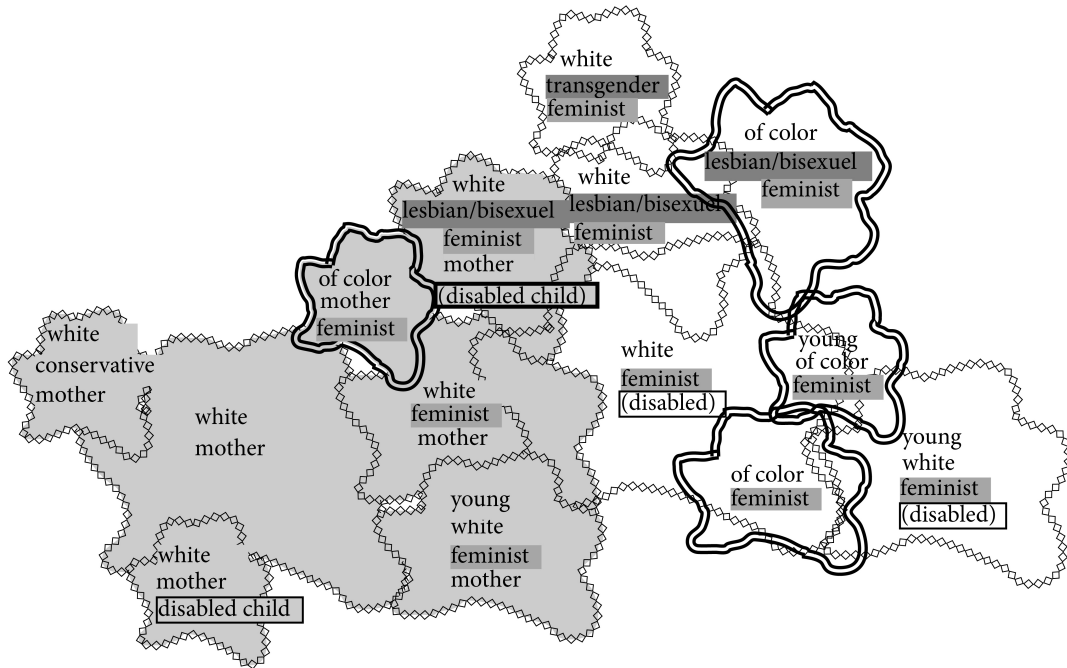 white
transgender
feminist
of color
lesbian/bisexuel
feminist
white
lesbian/bisexuel
feminist
white
lesbian/bisexuel
feminist
mother
(disabled child)
of color
mother
feminist
white
conservative
mother
white
mother
white
feminist
mother
white
feminist
(disabled)
young
of color
feminist
young
white
feminist
(disabled)
of color
feminist
young
white
feminist
mother
white
mother
disabled child